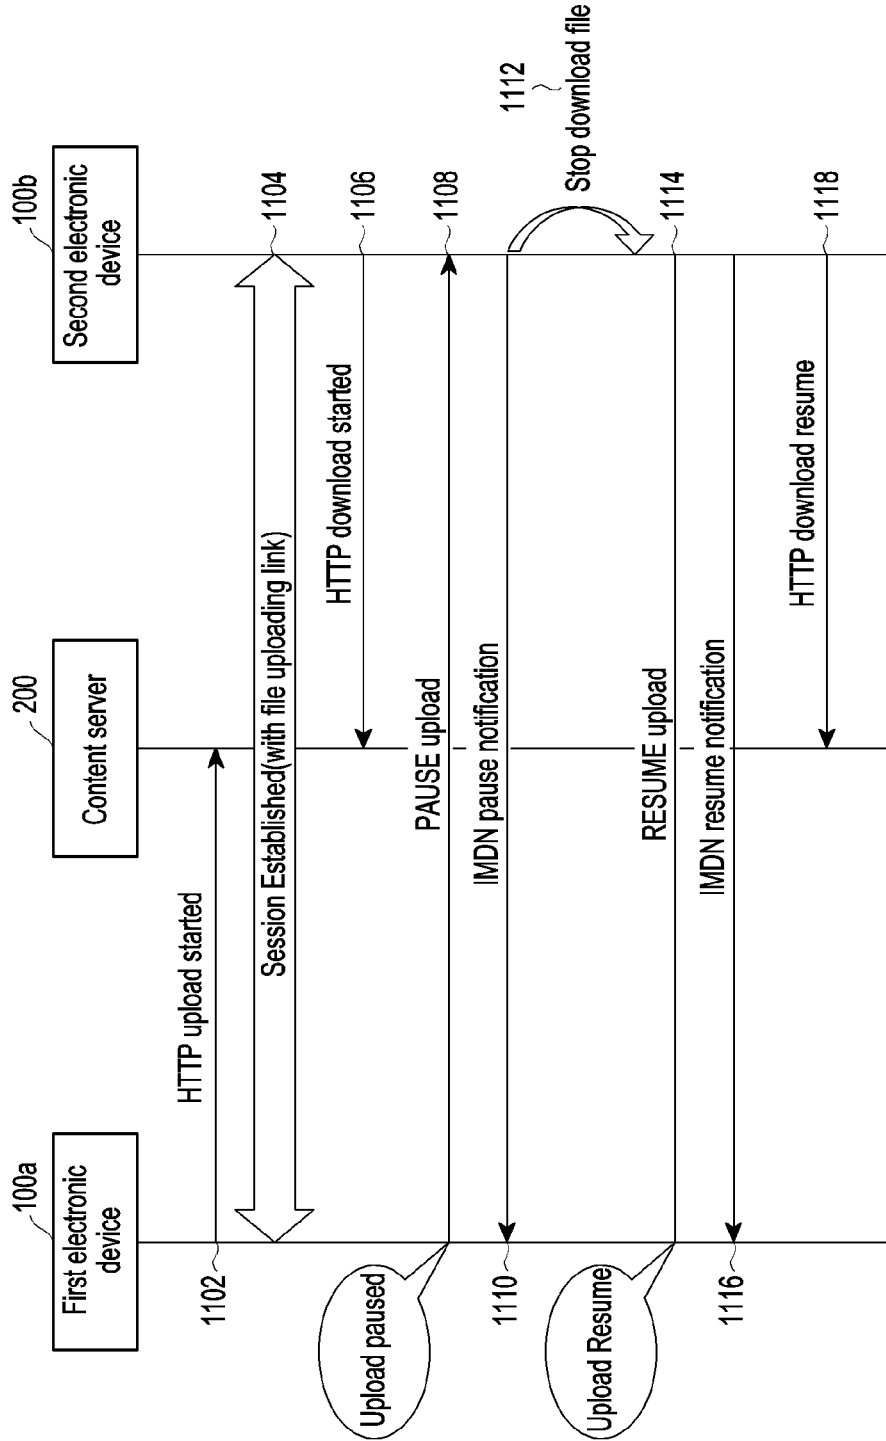 100a
First electronic
device
200
Content server
100b
Second electronic
device
1102
HTTP upload started
Session Established(with file uploading link)
1104
HTTP download started
1106
Upload paused
PAUSE upload
1108
1110
IMDN pause notification
1112
Stop download file
Upload Resume
RESUME upload
1114
1116
IMDN resume notification
HTTP download resume
1118